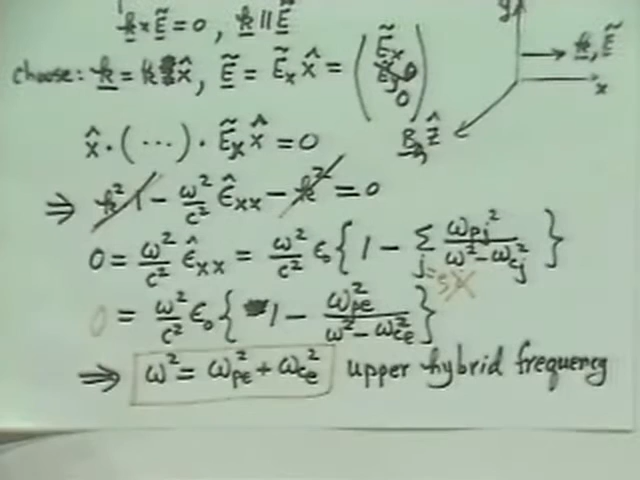 k × Ẽ = 0 , k ∥ Ẽ
choose: k = k x̂ , Ẽ = Ẽx x̂ = ( Ẽx 0 0 )
y
k, Ẽ
x
B₀ ẑ
x̂ · (⋯) · Ẽx x̂ = 0
⇒ k² 1 − ω²/c² ε̂xx − k² = 0
0 = ω²/c² ε̂xx = ω²/c² ε₀ { 1 − Σj ωpj²/(ω² − ωcj²) }
0 = ω²/c² ε₀ { 1 − ωpe²/(ω² − ωce²) }
⇒ ω² = ωpe² + ωce² upper hybrid frequency